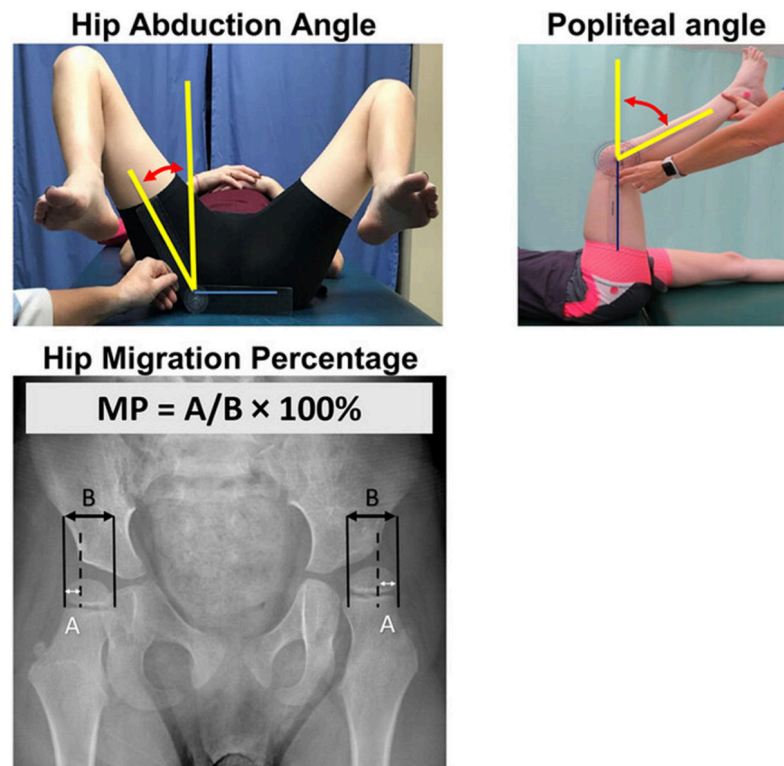 Hip Abduction Angle
Popliteal angle
Hip Migration Percentage
MP = A/B × 100%
B
B
A
A